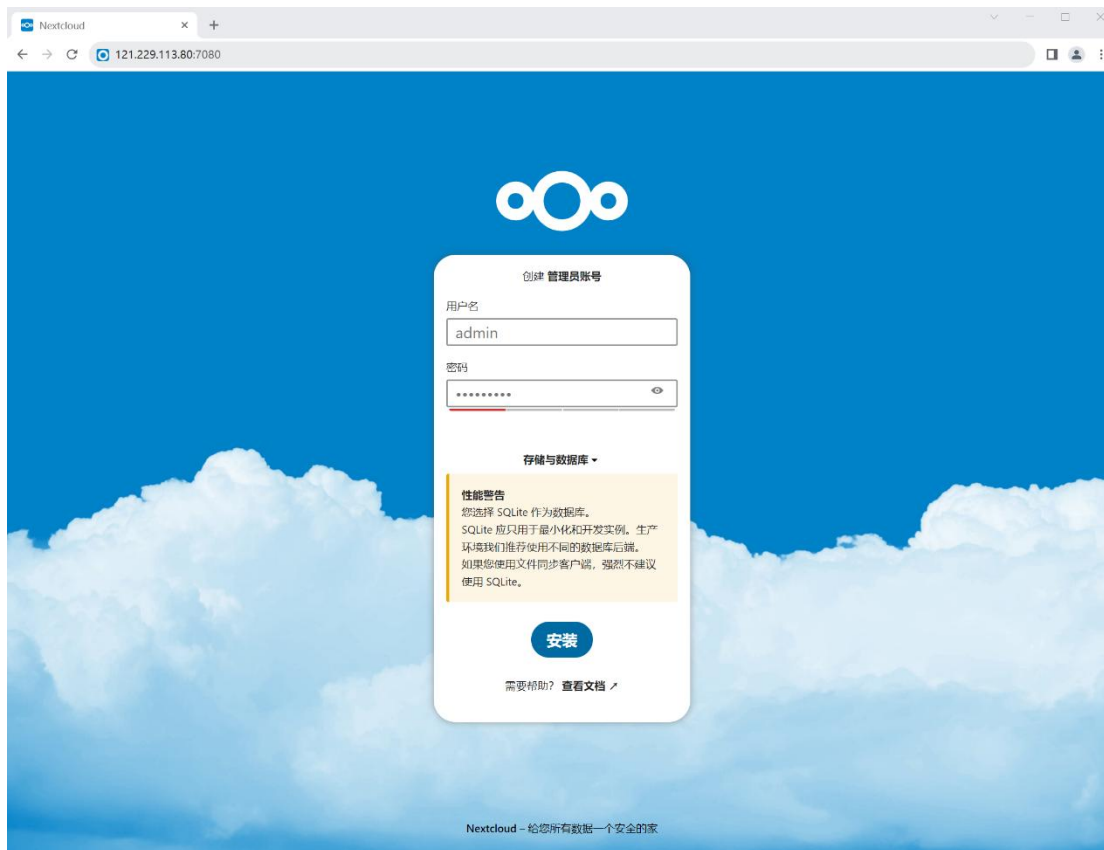 Nextcloud
121.229.113.80:7080
创建 管理员账号
用户名
admin
密码
•••••••••
存储与数据库
性能警告
您选择 SQLite 作为数据库。
SQLite 应只用于最小化和开发实例。生产
环境我们推荐使用不同的数据库后端。
如果您使用文件同步客户端，强烈不建议
使用 SQLite。
安装
需要帮助？ 查看文档 ↗
Nextcloud – 给您所有数据一个安全的家